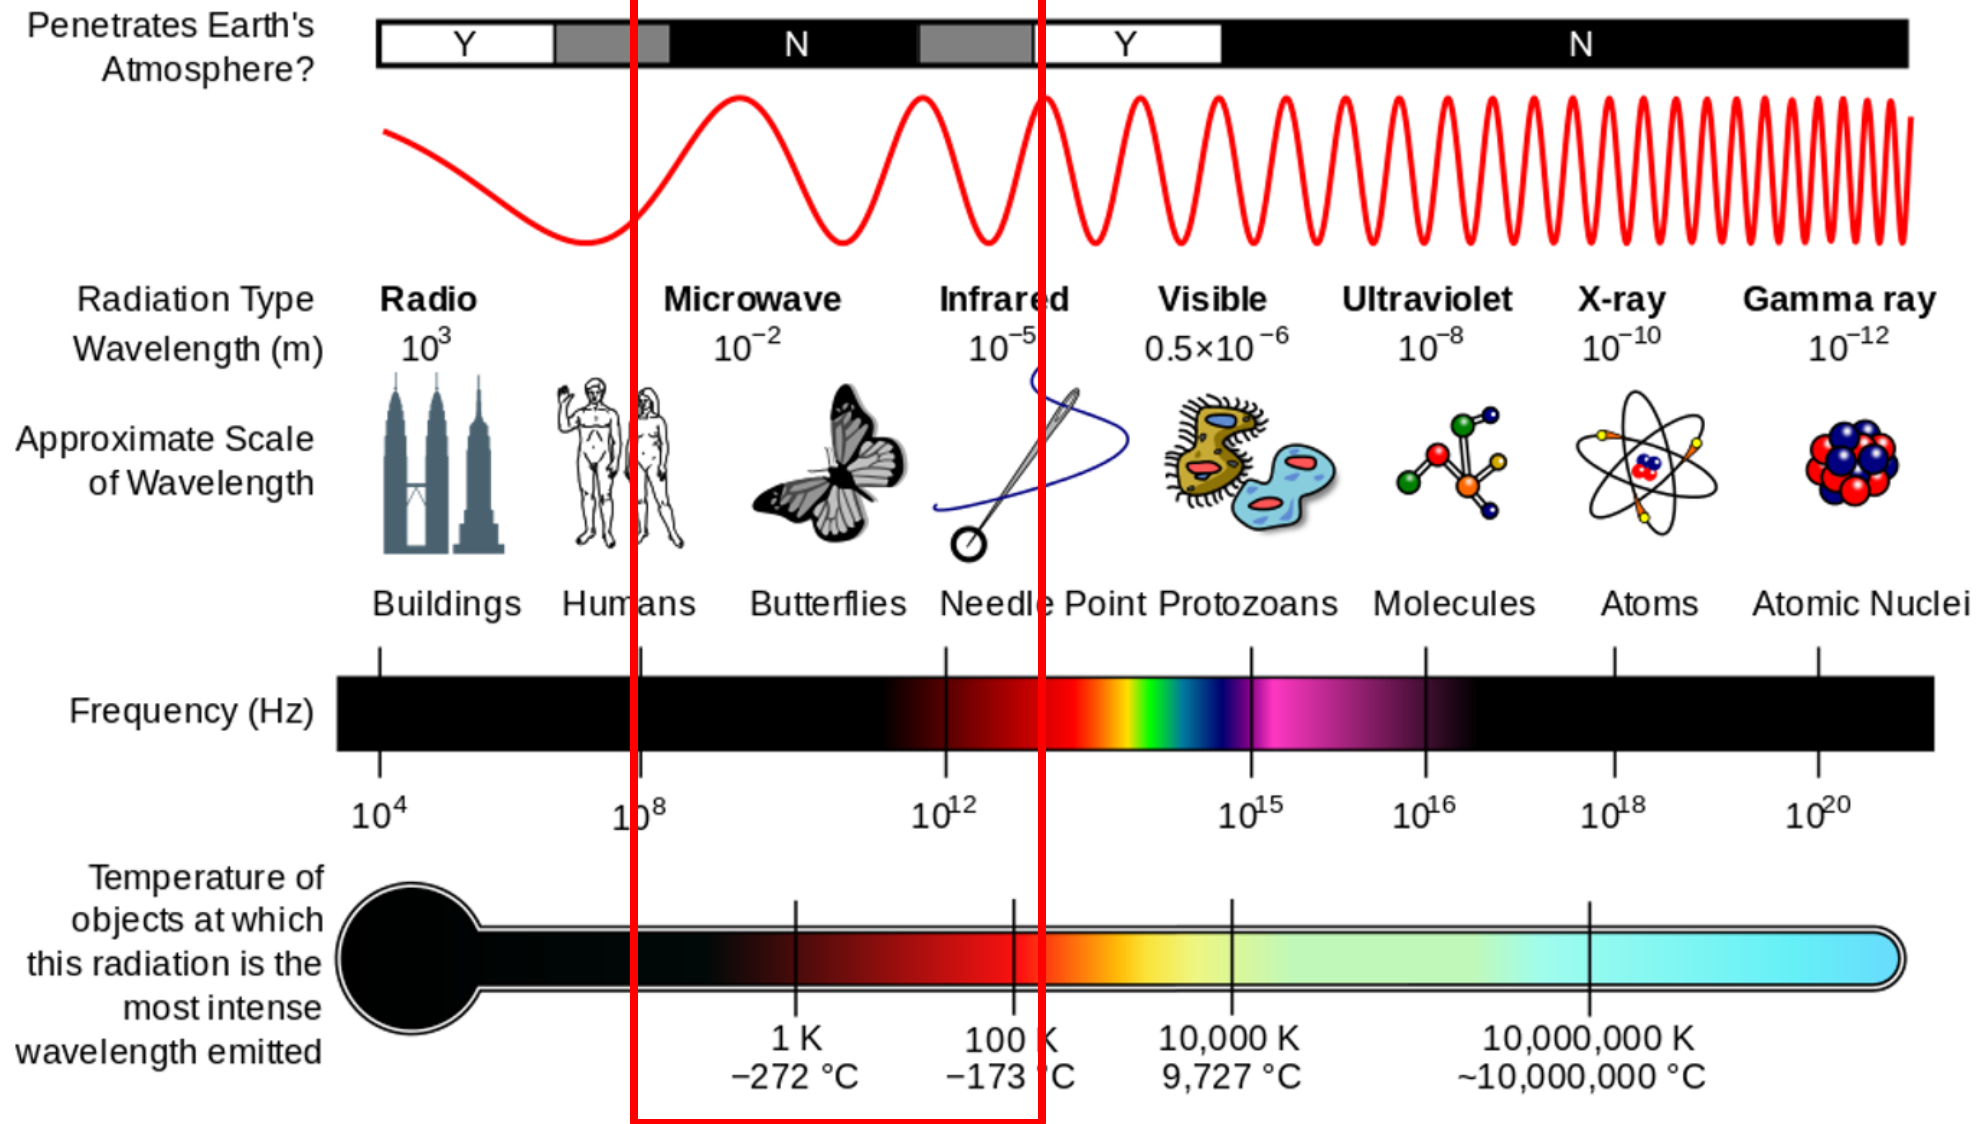 Penetrates Earth's
Atmosphere?
Y N Y N
Radiation Type Radio Microwave Infrared Visible Ultraviolet X-ray Gamma ray
Wavelength (m) 10³ 10⁻² 10⁻⁵ 0.5×10⁻⁶ 10⁻⁸ 10⁻¹⁰ 10⁻¹²
Approximate Scale
of Wavelength
Buildings Humans Butterflies Needle Point Protozoans Molecules Atoms Atomic Nuclei
Frequency (Hz)
10⁴ 10⁸ 10¹² 10¹⁵ 10¹⁶ 10¹⁸ 10²⁰
Temperature of
objects at which
this radiation is the
most intense
wavelength emitted
1 K 100 K 10,000 K 10,000,000 K
−272 °C −173 °C 9,727 °C ~10,000,000 °C